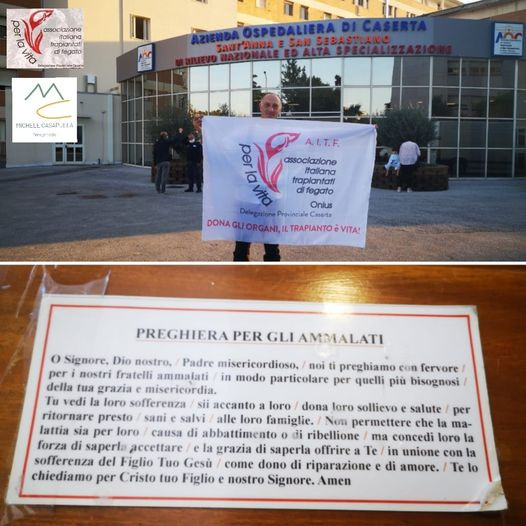 per la vita
associazione
italiana
trapiantati
di fegato
Delegazione Provinciale Caserta
MICHELE CASAPULLA
AZIENDA OSPEDALIERA DI CASERTA
SANT'ANNA E SAN SEBASTIANO
DI RILIEVO NAZIONALE ED ALTA SPECIALIZZAZIONE
A. I. T. F.
per la vita
associazione
italiana
trapiantati
di fegato
Onlus
Delegazione Provinciale Caserta
DONA GLI ORGANI, IL TRAPIANTO è VITA!
PREGHIERA PER GLI AMMALATI
O Signore, Dio nostro, / Padre misericordioso, / noi ti preghiamo con fervore /
per i nostri fratelli ammalati / in modo particolare per quelli più bisognosi /
della tua grazia e misericordia.
Tu vedi la loro sofferenza / sii accanto a loro / dona loro sollievo e salute / per
ritornare presto / sani e salvi / alle loro famiglie. / Non permettere che la ma-
lattia sia per loro / causa di abbattimento o di ribellione / ma concedi loro la
forza di saperla accettare / e la grazia di saperla offrire a Te / in unione con la
sofferenza del Figlio Tuo Gesù / come dono di riparazione e di amore. / Te lo
chiediamo per Cristo tuo Figlio e nostro Signore. Amen